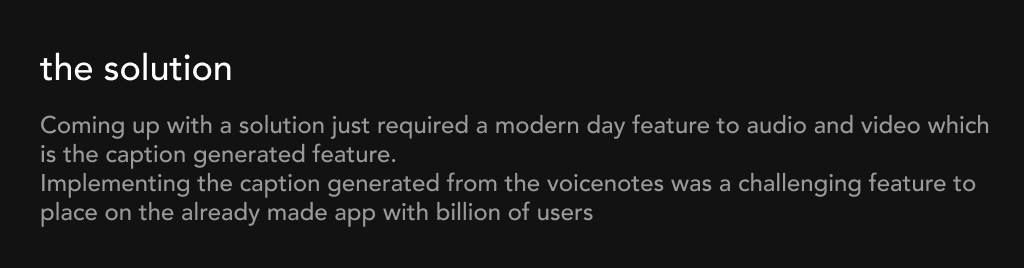 the solution
Coming up with a solution just required a modern day feature to audio and video which
is the caption generated feature.
Implementing the caption generated from the voicenotes was a challenging feature to
place on the already made app with billion of users